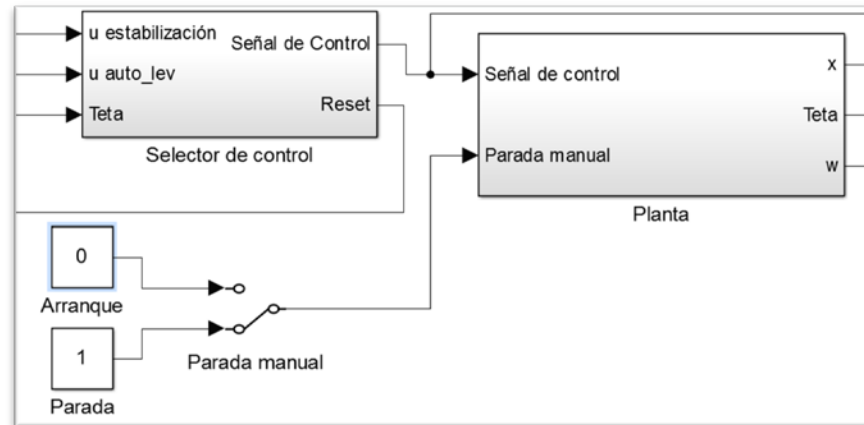 u estabilización
u auto_lev
Teta
Señal de Control
Reset
Selector de control
Señal de control
Parada manual
x
Teta
w
Planta
0
Arranque
1
Parada
Parada manual